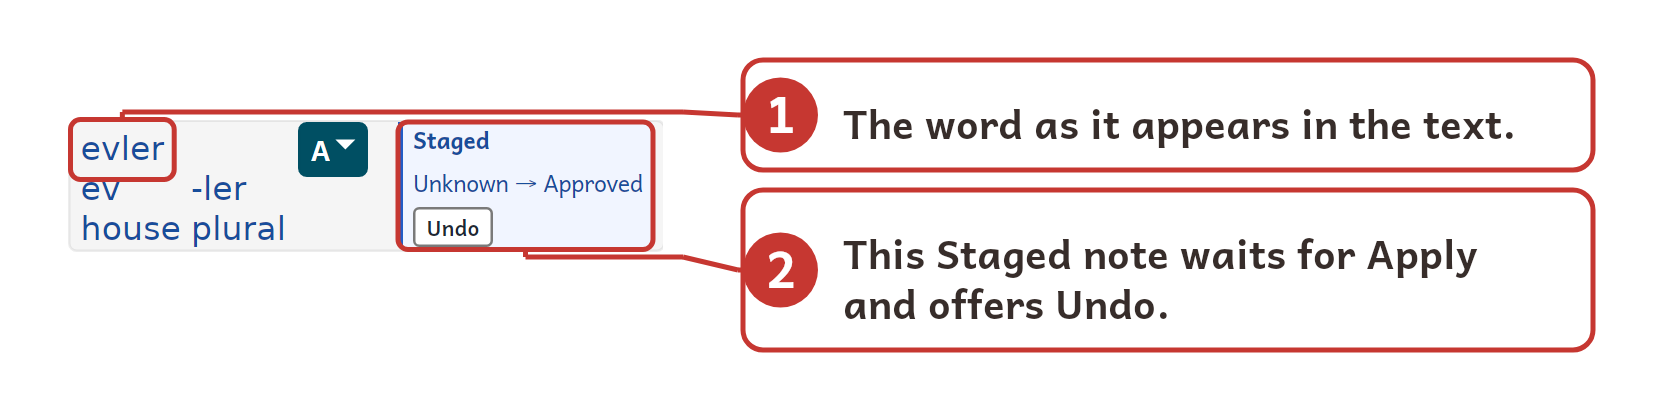 evler
ev -ler
house plural
A
Staged
Unknown → Approved
Undo
1 The word as it appears in the text.
2 This Staged note waits for Apply
and offers Undo.